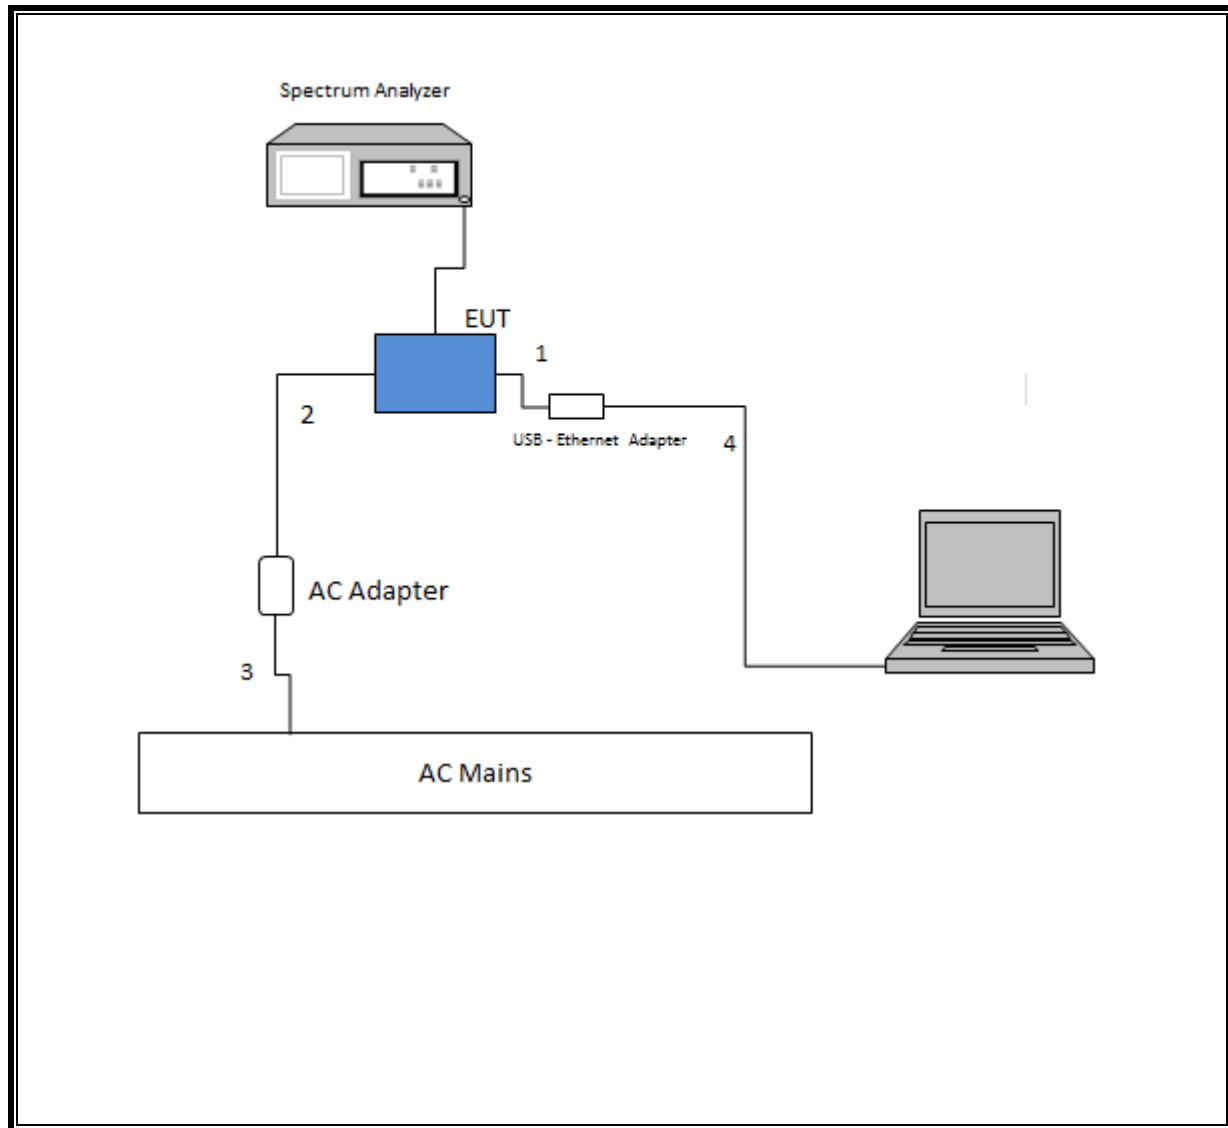 Spectrum Analyzer
EUT
1
2
USB - Ethernet Adapter
4
AC Adapter
3
AC Mains